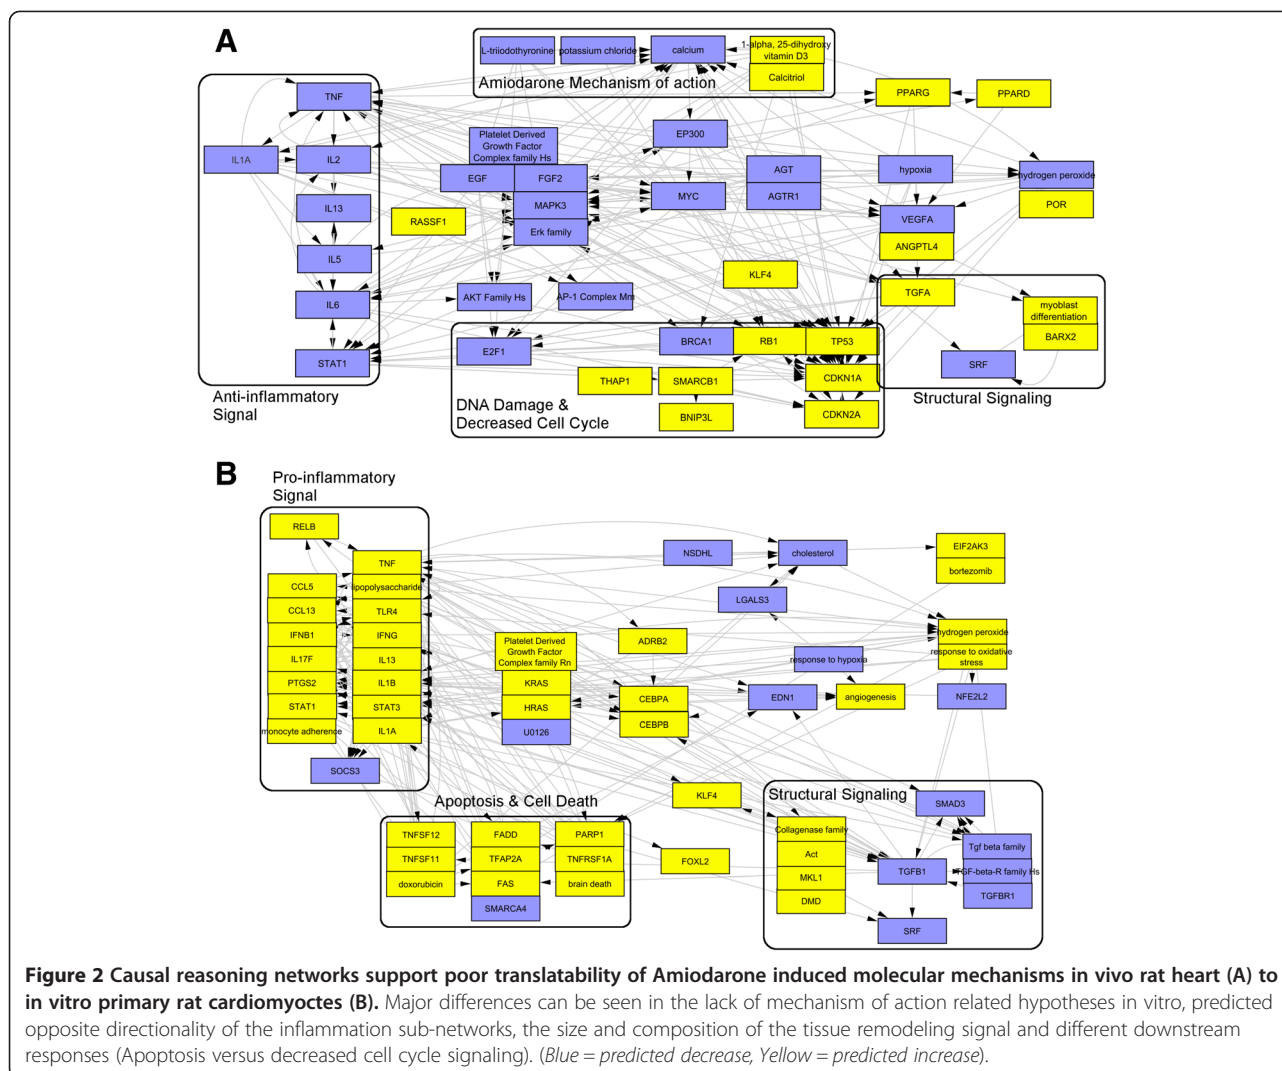 A
L-triiodothyronine
potassium chloride
calcium
1-alpha, 25-dihydroxy
vitamin D3
Calcitriol
Amiodarone Mechanism of action
PPARG
PPARD
TNF
IL1A
IL2
IL13
IL5
IL6
STAT1
Anti-inflammatory
Signal
Platelet Derived
Growth Factor
Complex family Hs
EGF
FGF2
MAPK3
Erk family
RASSF1
EP300
MYC
AGT
AGTR1
hypoxia
hydrogen peroxide
POR
VEGFA
ANGPTL4
KLF4
AKT Family Hs
AP-1 Complex Mm
TGFA
myoblast
differentiation
BARX2
SRF
Structural Signaling
E2F1
BRCA1
RB1
TP53
THAP1
SMARCB1
CDKN1A
BNIP3L
CDKN2A
DNA Damage &
Decreased Cell Cycle
B
Pro-inflammatory
Signal
RELB
TNF
CCL5
lipopolysaccharide
CCL13
TLR4
IFNB1
IFNG
IL17F
IL13
PTGS2
IL1B
STAT1
STAT3
monocyte adherence
IL1A
SOCS3
NSDHL
cholesterol
EIF2AK3
bortezomib
LGALS3
Platelet Derived
Growth Factor
Complex family Rn
KRAS
HRAS
U0126
ADRB2
hydrogen peroxide
response to oxidative
stress
response to hypoxia
CEBPA
CEBPB
EDN1
angiogenesis
NFE2L2
Apoptosis & Cell Death
TNFSF12
FADD
PARP1
TNFSF11
TFAP2A
TNFRSF1A
doxorubicin
FAS
brain death
SMARCA4
KLF4
FOXL2
Structural Signaling
SMAD3
Collagenase family
Act
MKL1
DMD
Tgf beta family
TGF-beta-R family Hs
TGFBR1
TGFB1
SRF
Figure 2 Causal reasoning networks support poor translatability of Amiodarone induced molecular mechanisms in vivo rat heart (A) to
in vitro primary rat cardiomyoctes (B). Major differences can be seen in the lack of mechanism of action related hypotheses in vitro, predicted
opposite directionality of the inflammation sub-networks, the size and composition of the tissue remodeling signal and different downstream
responses (Apoptosis versus decreased cell cycle signaling). (Blue = predicted decrease, Yellow = predicted increase).